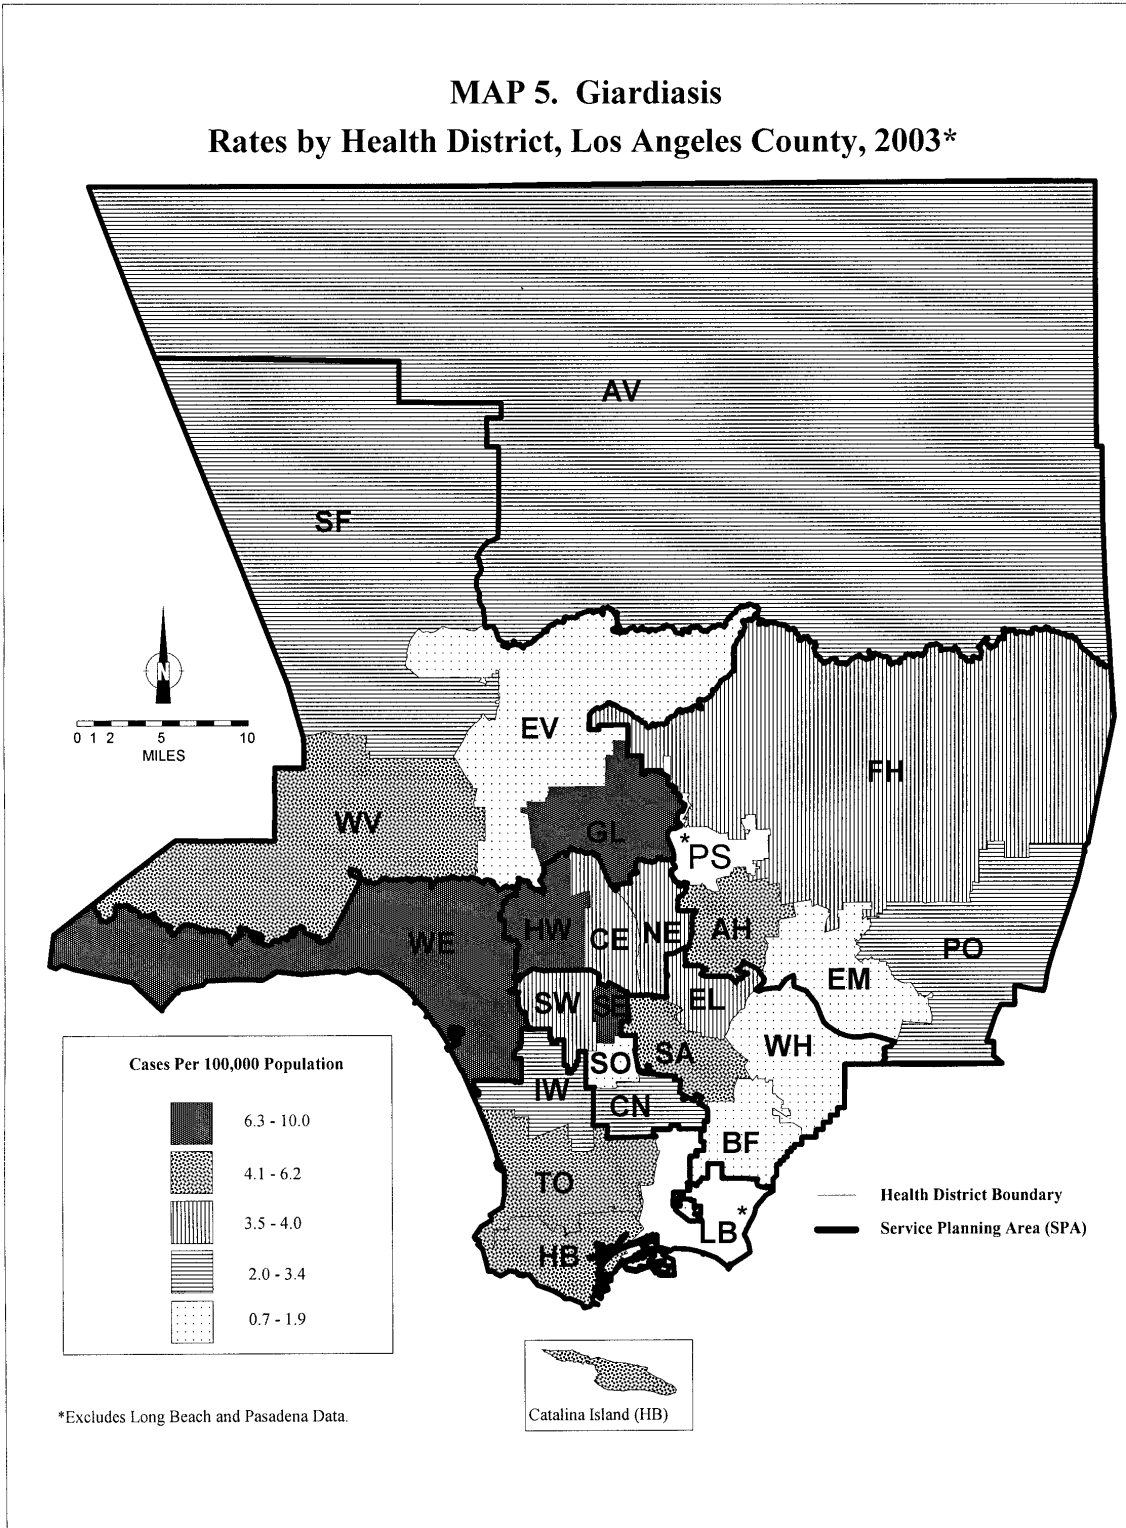 MAP 5. Giardiasis
Rates by Health District, Los Angeles County, 2003*
AV
SF
N
0 1 2 5 10
MILES
EV
FH
WV
GL
*
PS
WE
HW
CE
NE
AH
PO
EM
SW
SE
EL
SO
SA
WH
IW
CN
BF
TO
*
LB
HB
Cases Per 100,000 Population
6.3 - 10.0
4.1 - 6.2
3.5 - 4.0
2.0 - 3.4
0.7 - 1.9
Health District Boundary
Service Planning Area (SPA)
Catalina Island (HB)
*Excludes Long Beach and Pasadena Data.